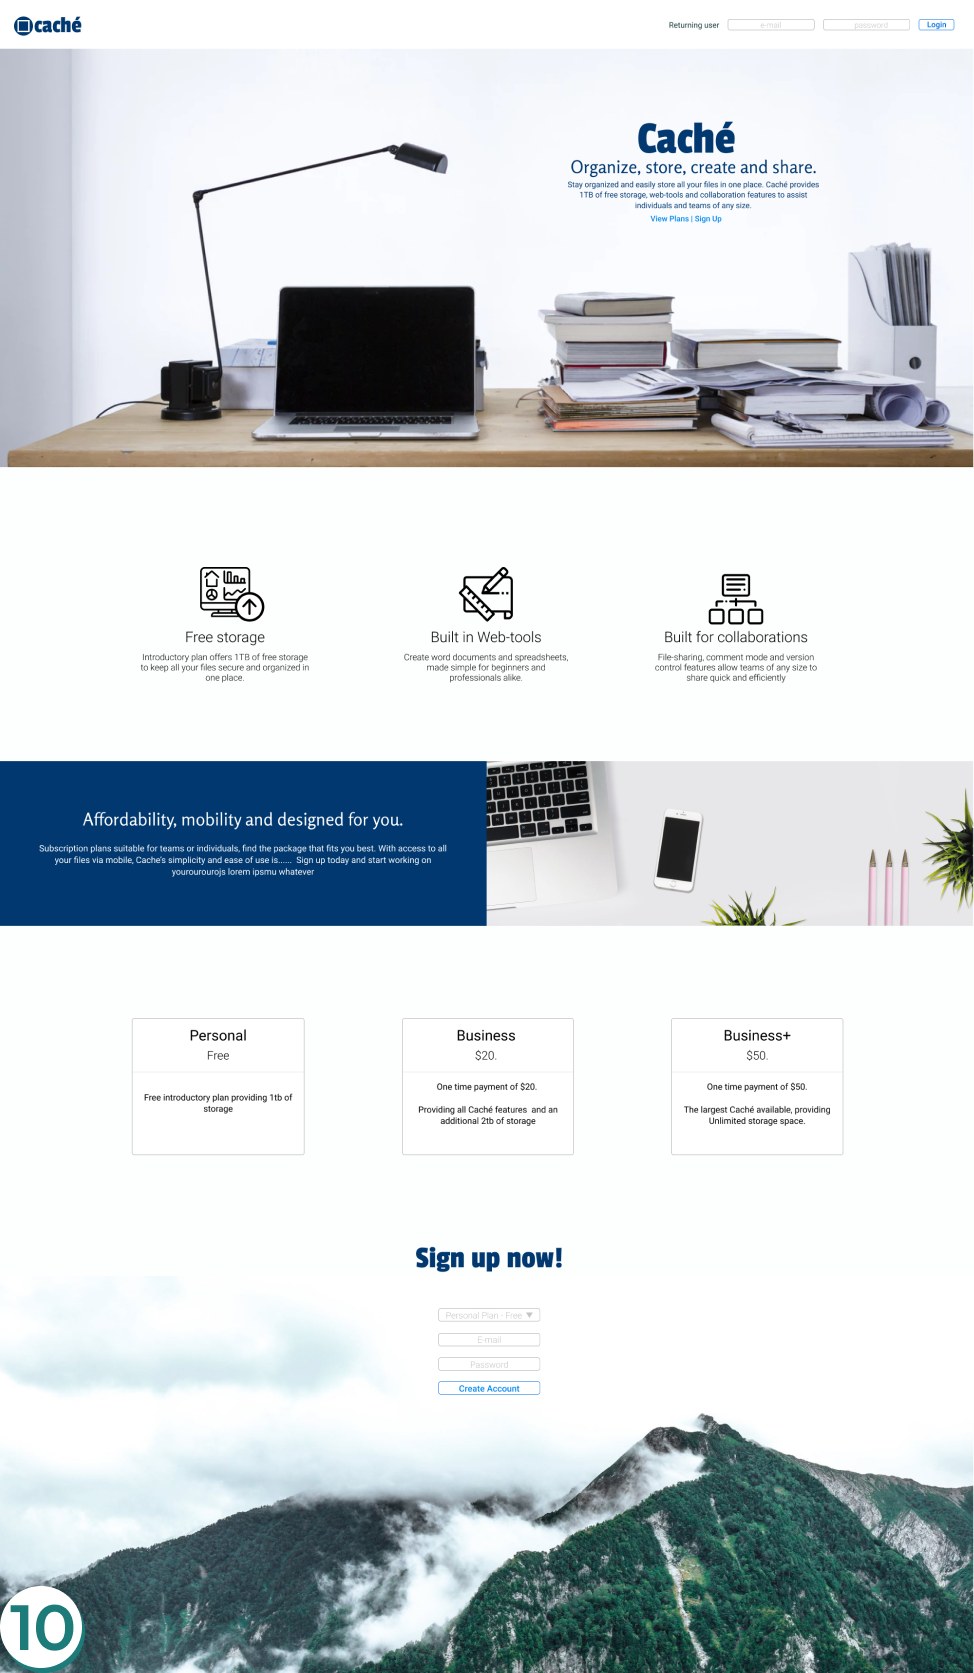 caché
Returning user
e-mail
password
Login
Caché
Organize, store, create and share.
Stay organized and easily store all your files in one place. Caché provides
1TB of free storage, web-tools and collaboration features to assist
individuals and teams of any size.
View Plans | Sign Up
Free storage
Introductory plan offers 1TB of free storage
to keep all your files secure and organized in
one place.
Built in Web-tools
Create word documents and spreadsheets,
made simple for beginners and
professionals alike.
Built for collaborations
File-sharing, comment mode and version
control features allow teams of any size to
share quick and efficiently
Affordability, mobility and designed for you.
Subscription plans suitable for teams or individuals, find the package that fits you best. With access to all
your files via mobile, Cache's simplicity and ease of use is...... Sign up today and start working on
yourourourojs lorem ipsmu whatever
Personal
Free
Free introductory plan providing 1tb of
storage
Business
$20.
One time payment of $20.
Providing all Caché features and an
additional 2tb of storage
Business+
$50.
One time payment of $50.
The largest Caché available, providing
Unlimited storage space.
Sign up now!
Personal Plan - Free ▼
E-mail
Password
Create Account
10